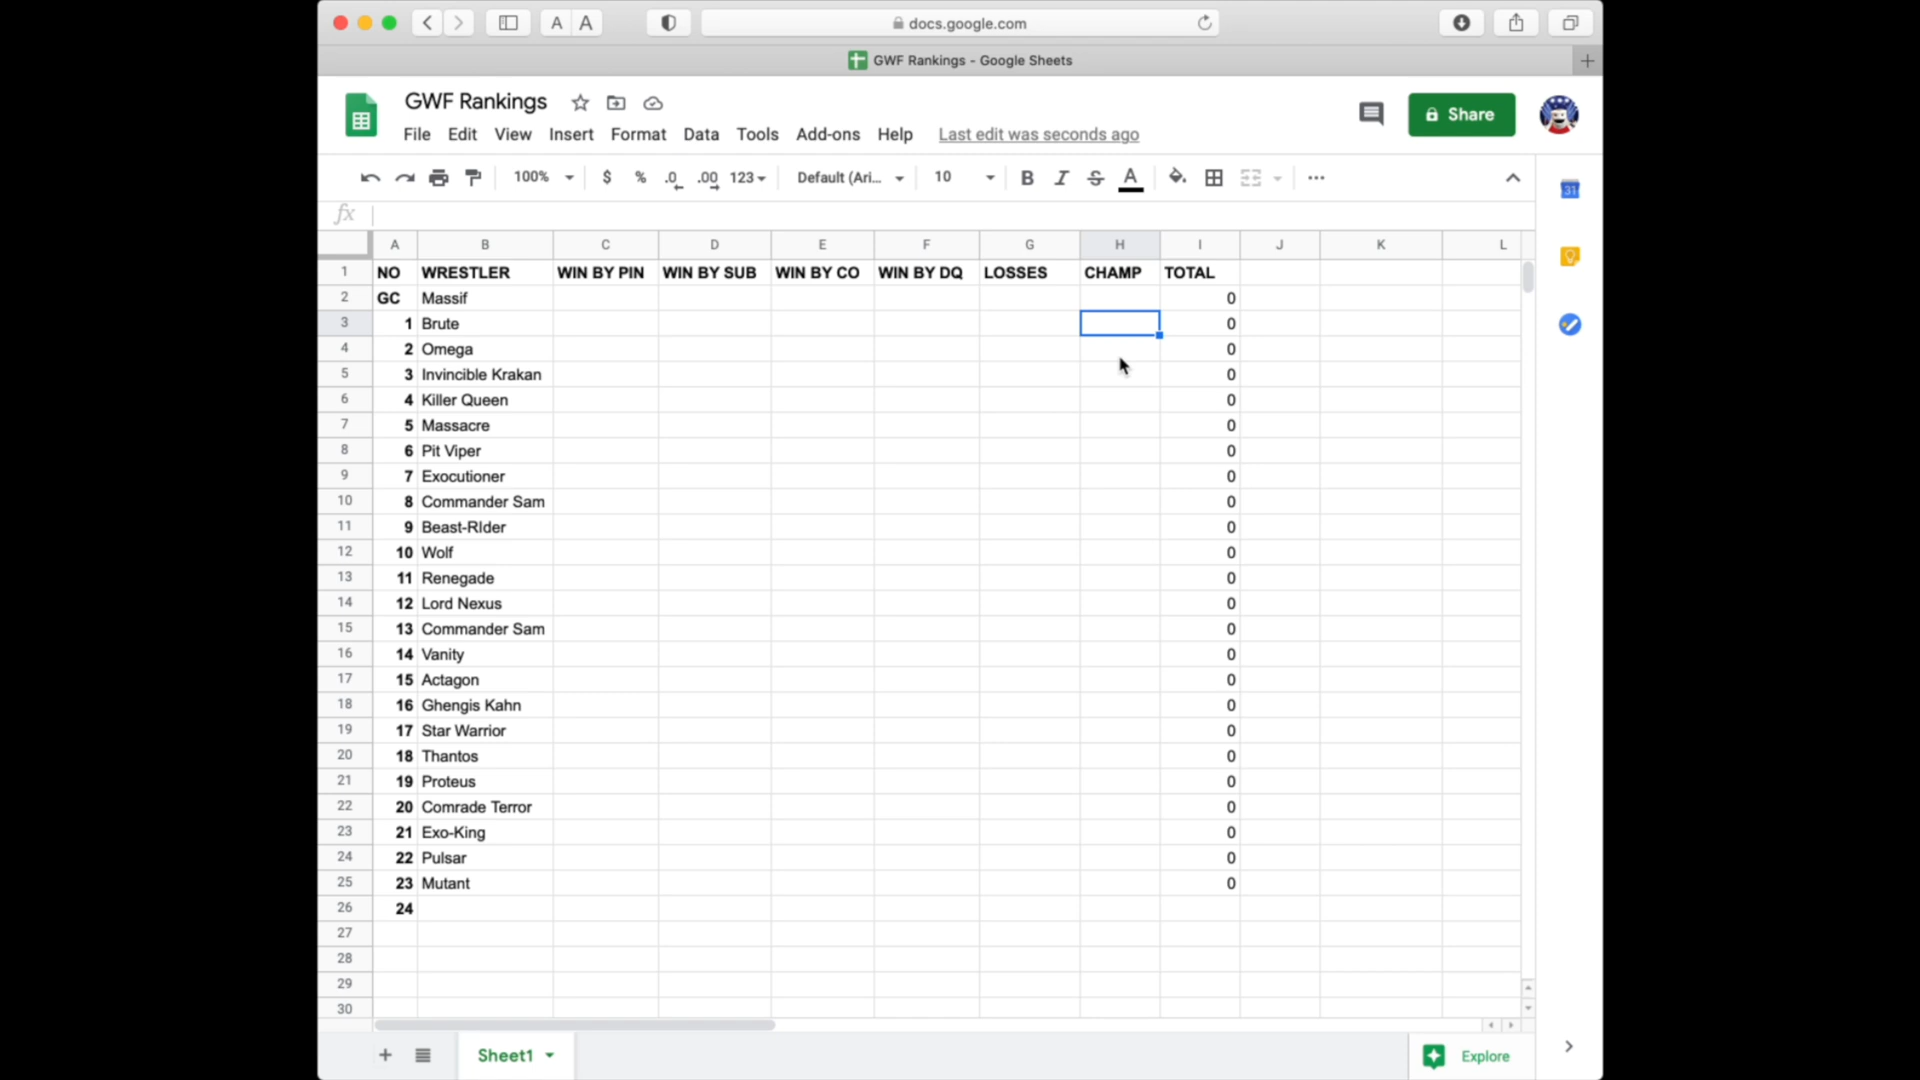 A A docs.google.com
GWF Rankings - Google Sheets
GWF Rankings
Share
File Edit View Insert Format Data Tools Add-ons Help Last edit was seconds ago
100% $ % .0 .00 123 Default (Ari... 10 B I S A ...
fx
31
A B C D E F G H I J K L
1 NO WRESTLER WIN BY PIN WIN BY SUB WIN BY CO WIN BY DQ LOSSES CHAMP TOTAL
2 GC Massif 0
3 1 Brute 0
4 2 Omega 0
5 3 Invincible Krakan 0
6 4 Killer Queen 0
7 5 Massacre 0
8 6 Pit Viper 0
9 7 Exocutioner 0
10 8 Commander Sam 0
11 9 Beast-RIder 0
12 10 Wolf 0
13 11 Renegade 0
14 12 Lord Nexus 0
15 13 Commander Sam 0
16 14 Vanity 0
17 15 Actagon 0
18 16 Ghengis Kahn 0
19 17 Star Warrior 0
20 18 Thantos 0
21 19 Proteus 0
22 20 Comrade Terror 0
23 21 Exo-King 0
24 22 Pulsar 0
25 23 Mutant 0
26 24
27
28
29
30
+ Sheet1 Explore